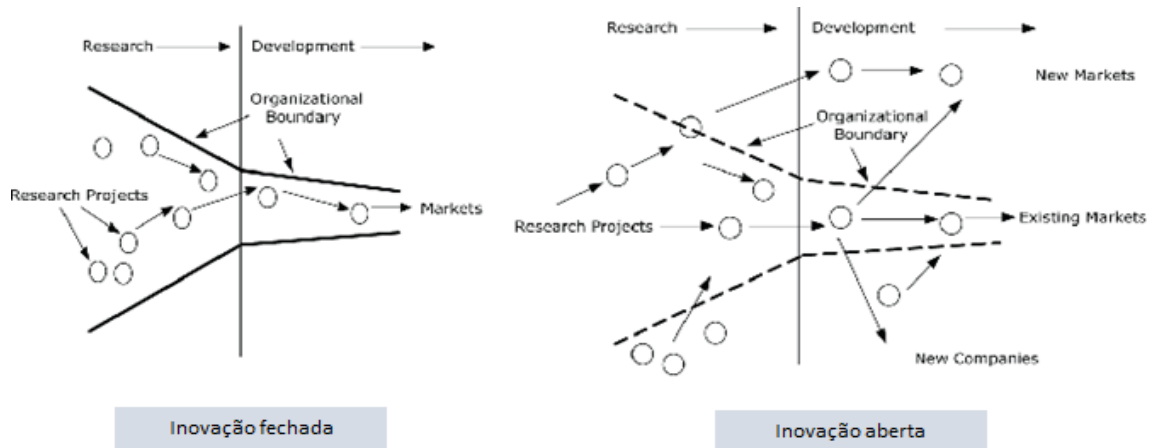 Research
Development
Organizational
Boundary
Research Projects
Markets
Inovação fechada
Research
Development
New Markets
Organizational
Boundary
Research Projects
Existing Markets
New Companies
Inovação aberta